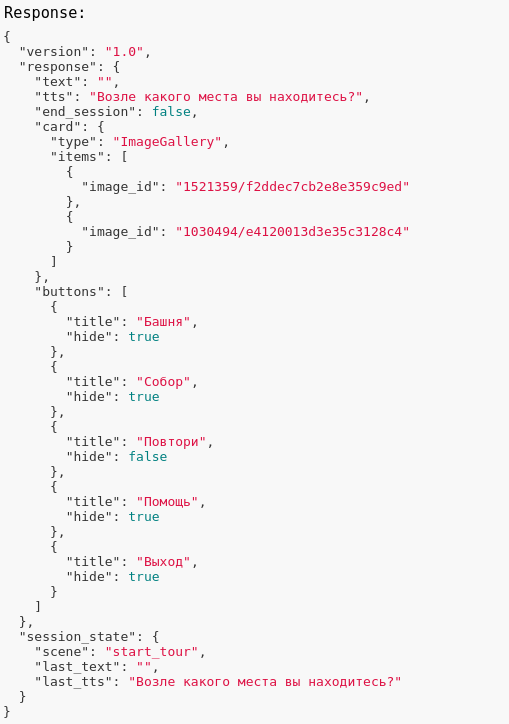 Response:
{
  "version": "1.0",
  "response": {
    "text": "",
    "tts": "Возле какого места вы находитесь?",
    "end_session": false,
    "card": {
      "type": "ImageGallery",
      "items": [
        {
          "image_id": "1521359/f2ddec7cb2e8e359c9ed"
        },
        {
          "image_id": "1030494/e4120013d3e35c3128c4"
        }
      ]
    },
    "buttons": [
      {
        "title": "Башня",
        "hide": true
      },
      {
        "title": "Собор",
        "hide": true
      },
      {
        "title": "Повтори",
        "hide": false
      },
      {
        "title": "Помощь",
        "hide": true
      },
      {
        "title": "Выход",
        "hide": true
      }
    ]
  },
  "session_state": {
    "scene": "start_tour",
    "last_text": "",
    "last_tts": "Возле какого места вы находитесь?"
  }
}